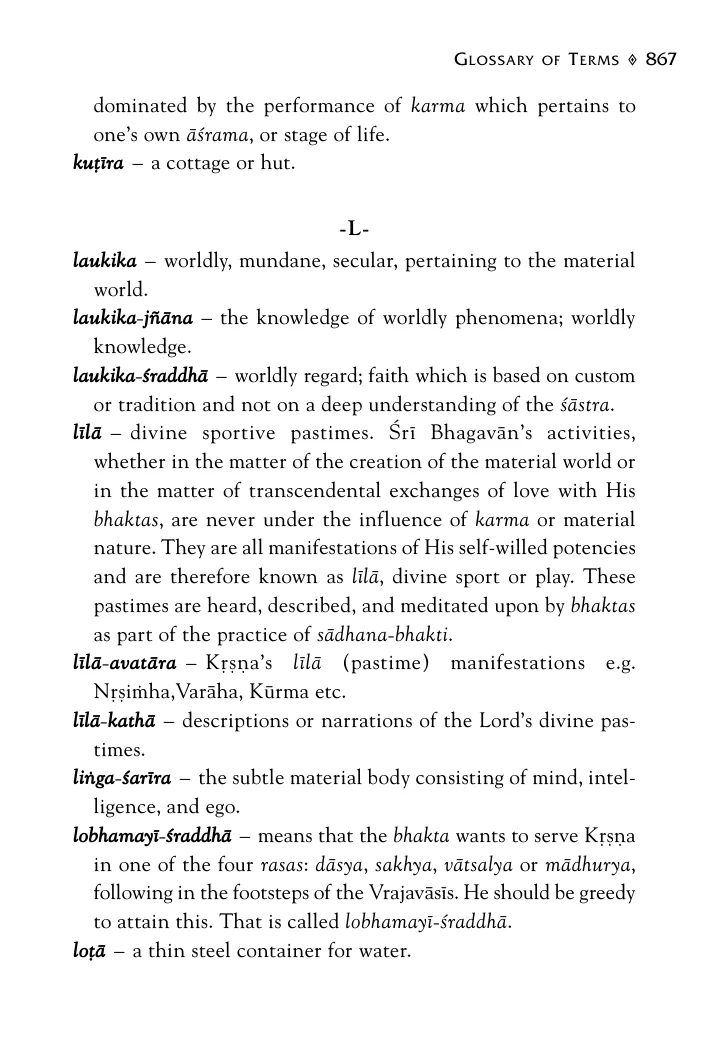 Glossary of Terms ◊ 867
dominated by the performance of karma which pertains to
one’s own āśrama, or stage of life.
kuṭīra – a cottage or hut.
-L-
laukika – worldly, mundane, secular, pertaining to the material
world.
laukika-jñāna – the knowledge of worldly phenomena; worldly
knowledge.
laukika-śraddhā – worldly regard; faith which is based on custom
or tradition and not on a deep understanding of the śāstra.
līlā – divine sportive pastimes. Śrī Bhagavān’s activities,
whether in the matter of the creation of the material world or
in the matter of transcendental exchanges of love with His
bhaktas, are never under the influence of karma or material
nature. They are all manifestations of His self-willed potencies
and are therefore known as līlā, divine sport or play. These
pastimes are heard, described, and meditated upon by bhaktas
as part of the practice of sādhana-bhakti.
līlā-avatāra – Kṛṣṇa’s līlā (pastime) manifestations e.g.
Nṛṣiṁha,Varāha, Kūrma etc.
līlā-kathā – descriptions or narrations of the Lord’s divine pas-
times.
liṅga-śarīra – the subtle material body consisting of mind, intel-
ligence, and ego.
lobhamayī-śraddhā – means that the bhakta wants to serve Kṛṣṇa
in one of the four rasas: dāsya, sakhya, vātsalya or mādhurya,
following in the footsteps of the Vrajavāsīs. He should be greedy
to attain this. That is called lobhamayī-śraddhā.
loṭā – a thin steel container for water.